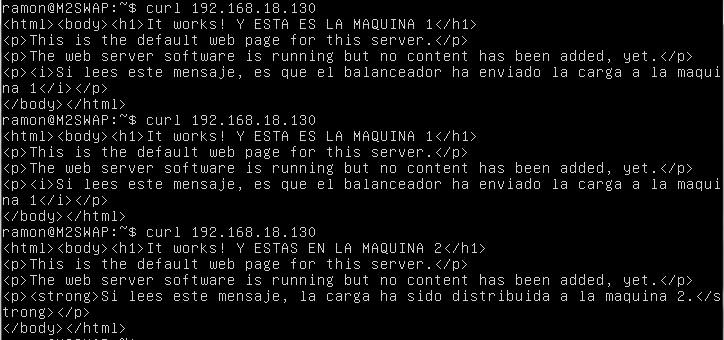 ramon@M2SWAP:~$ curl 192.168.18.130
<html><body><h1>It works! Y ESTA ES LA MAQUINA 1</h1>
<p>This is the default web page for this server.</p>
<p>The web server software is running but no content has been added, yet.</p>
<p><i>Si lees este mensaje, es que el balanceador ha enviado la carga a la maqui
na 1</i></p>
</body></html>
ramon@M2SWAP:~$ curl 192.168.18.130
<html><body><h1>It works! Y ESTA ES LA MAQUINA 1</h1>
<p>This is the default web page for this server.</p>
<p>The web server software is running but no content has been added, yet.</p>
<p><i>Si lees este mensaje, es que el balanceador ha enviado la carga a la maqui
na 1</i></p>
</body></html>
ramon@M2SWAP:~$ curl 192.168.18.130
<html><body><h1>It works! Y ESTAS EN LA MAQUINA 2</h1>
<p>This is the default web page for this server.</p>
<p>The web server software is running but no content has been added, yet.</p>
<p><strong>Si lees este mensaje, la carga ha sido distribuida a la maquina 2.</s
trong></p>
</body></html>